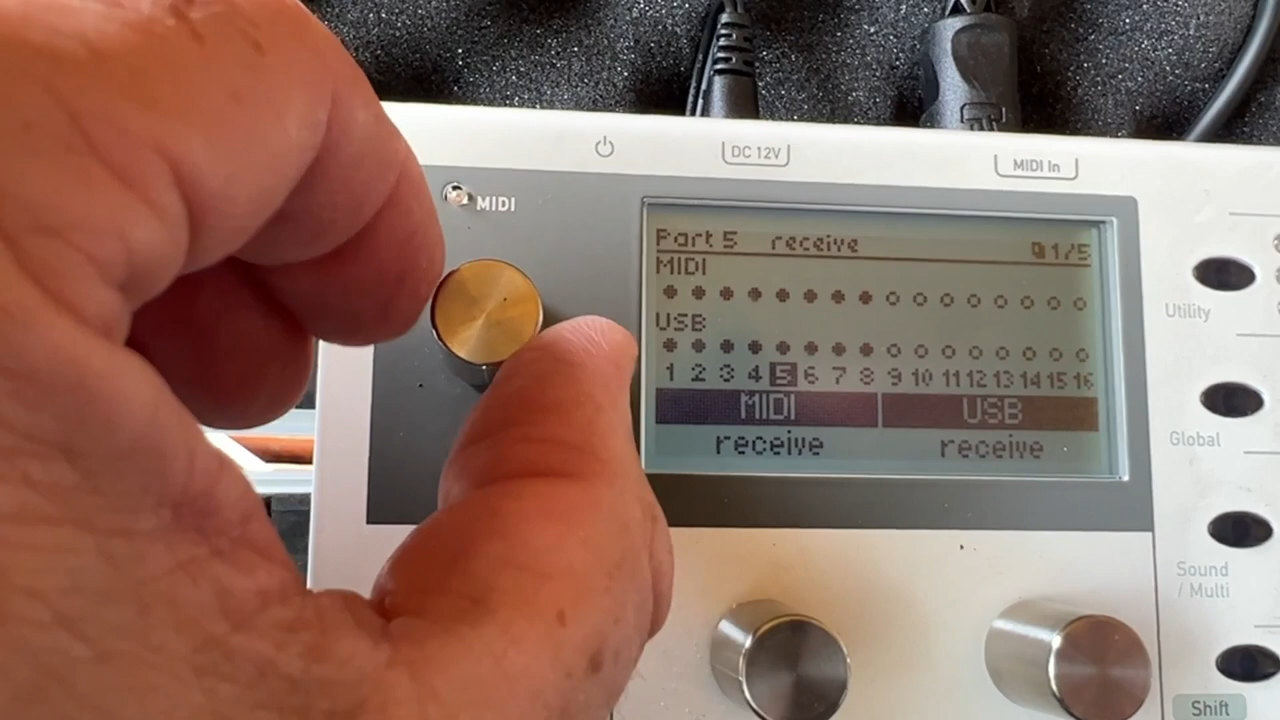 DC 12V
MIDI In
MIDI
Part 5 receive 1/5
MIDI
USB
1 2 3 4 5 6 7 8 9 10 11 12 13 14 15 16
MIDI USB
receive receive
Utility
Global
Sound
/ Multi
Shift